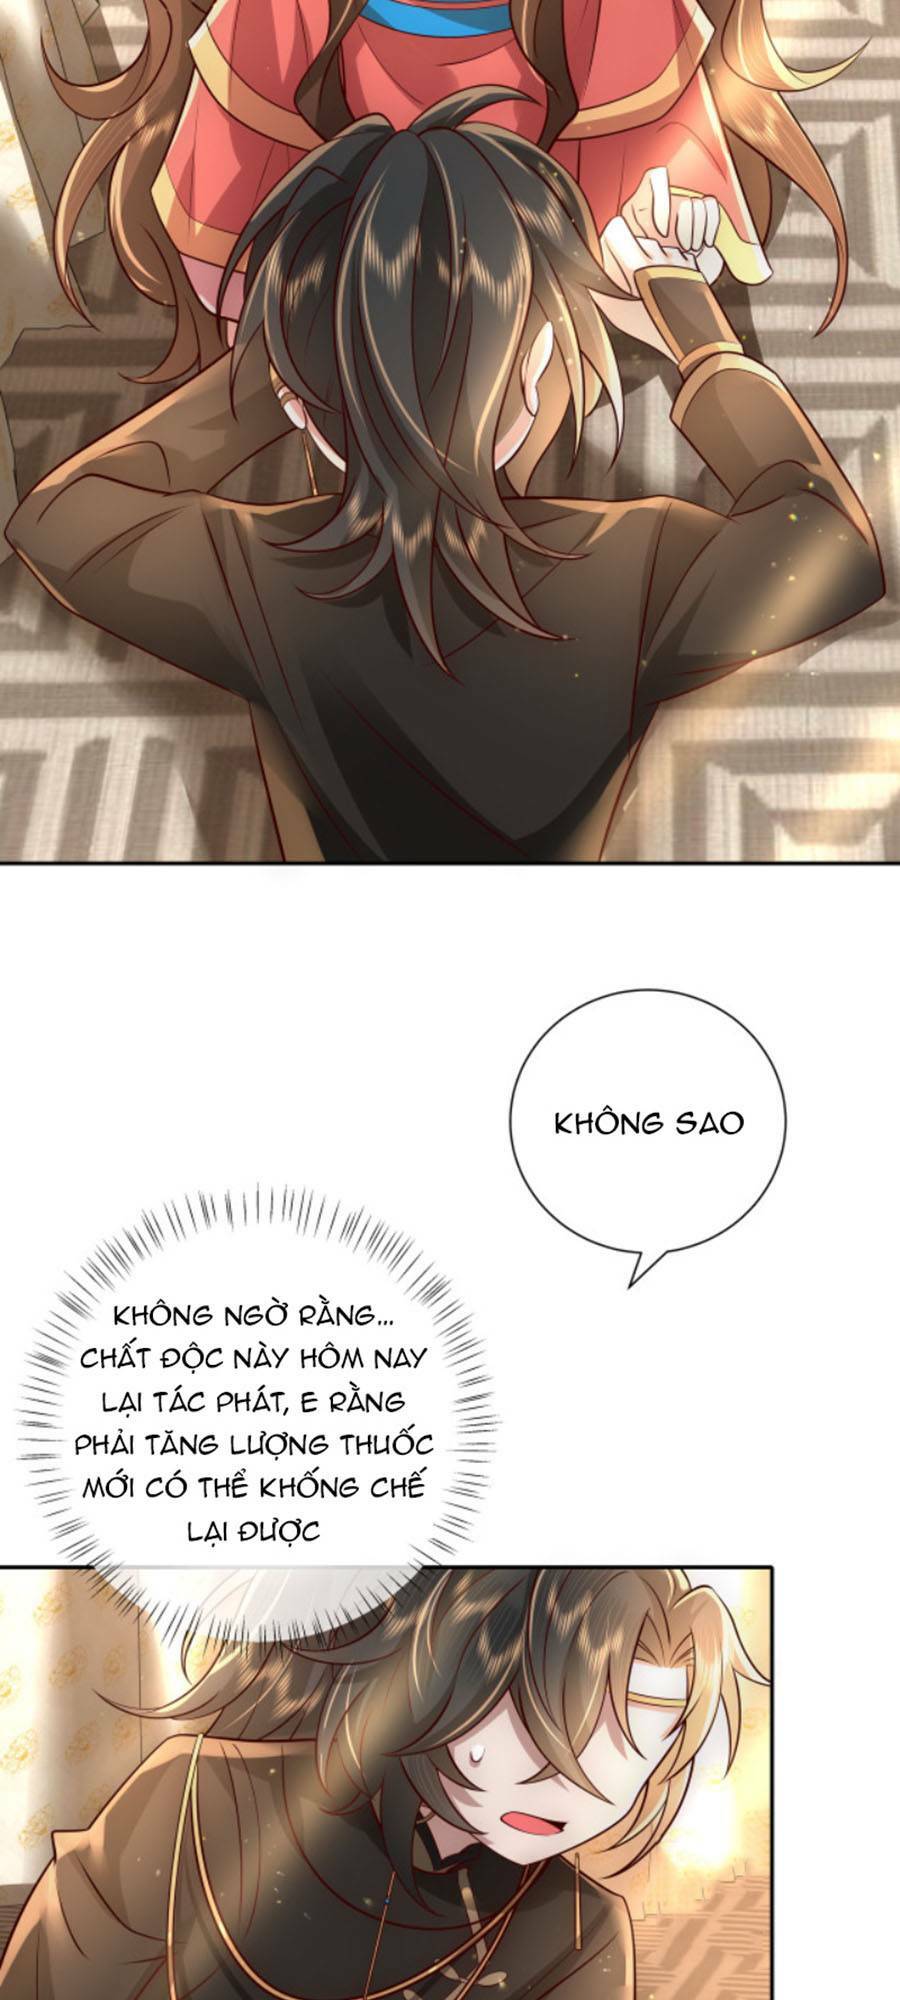 KHÔNG SAO
KHÔNG NGỜ RẰNG...
CHẤT ĐỘC NÀY HÔM NAY
LẠI TÁC PHÁT, E RẰNG
PHẢI TĂNG LƯỢNG THUỐC
MỚI CÓ THỂ KHỐNG CHẾ
LẠI ĐƯỢC